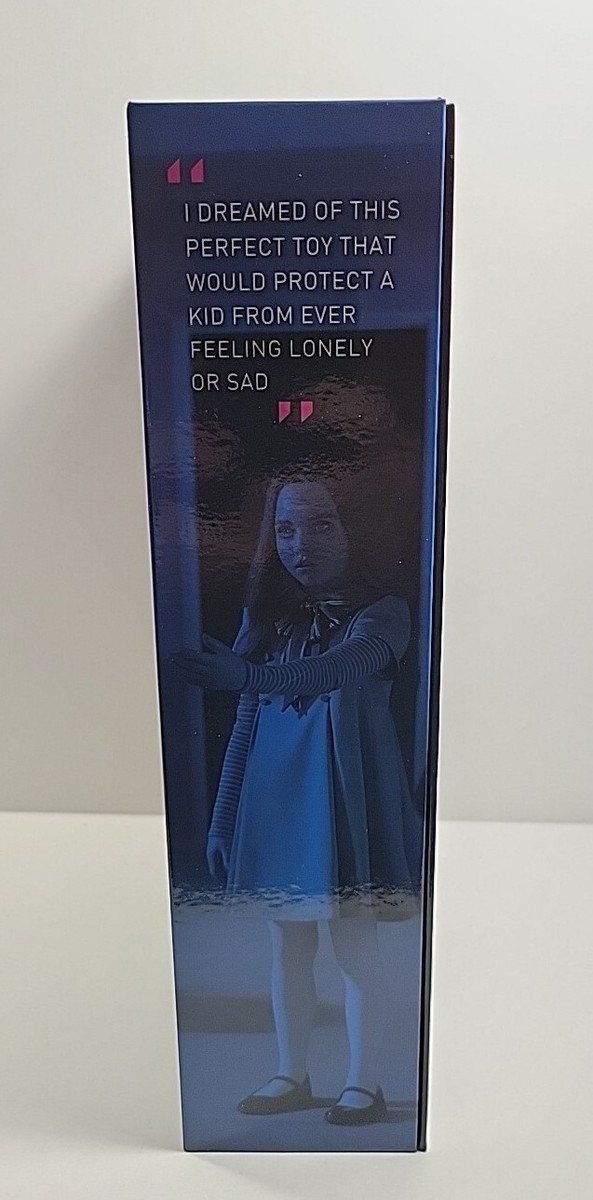 “
I DREAMED OF THIS
PERFECT TOY THAT
WOULD PROTECT A
KID FROM EVER
FEELING LONELY
OR SAD
”